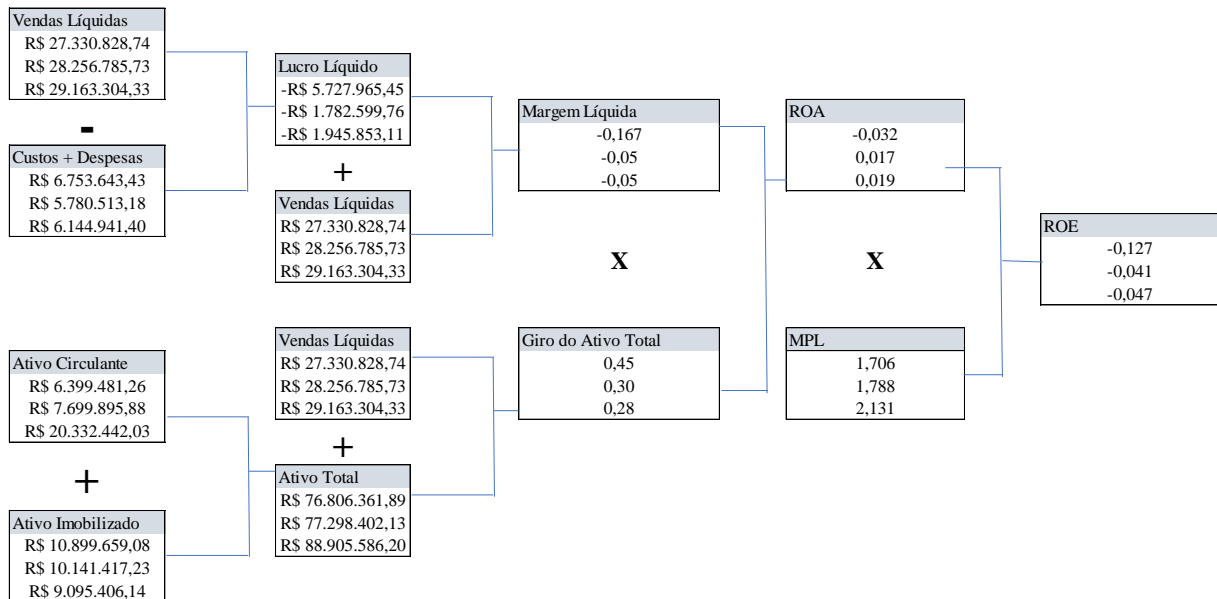 Vendas Líquidas
R$ 27.330.828,74
R$ 28.256.785,73
R$ 29.163.304,33
-
Custos + Despesas
R$ 6.753.643,43
R$ 5.780.513,18
R$ 6.144.941,40
Lucro Líquido
-R$ 5.727.965,45
-R$ 1.782.599,76
-R$ 1.945.853,11
+
Vendas Líquidas
R$ 27.330.828,74
R$ 28.256.785,73
R$ 29.163.304,33
Margem Líquida
-0,167
-0,05
-0,05
X
ROA
-0,032
0,017
0,019
X
ROE
-0,127
-0,041
-0,047
Ativo Circulante
R$ 6.399.481,26
R$ 7.699.895,88
R$ 20.332.442,03
+
Ativo Imobilizado
R$ 10.899.659,08
R$ 10.141.417,23
R$ 9.095.406,14
Vendas Líquidas
R$ 27.330.828,74
R$ 28.256.785,73
R$ 29.163.304,33
+
Ativo Total
R$ 76.806.361,89
R$ 77.298.402,13
R$ 88.905.586,20
Giro do Ativo Total
0,45
0,30
0,28
MPL
1,706
1,788
2,131